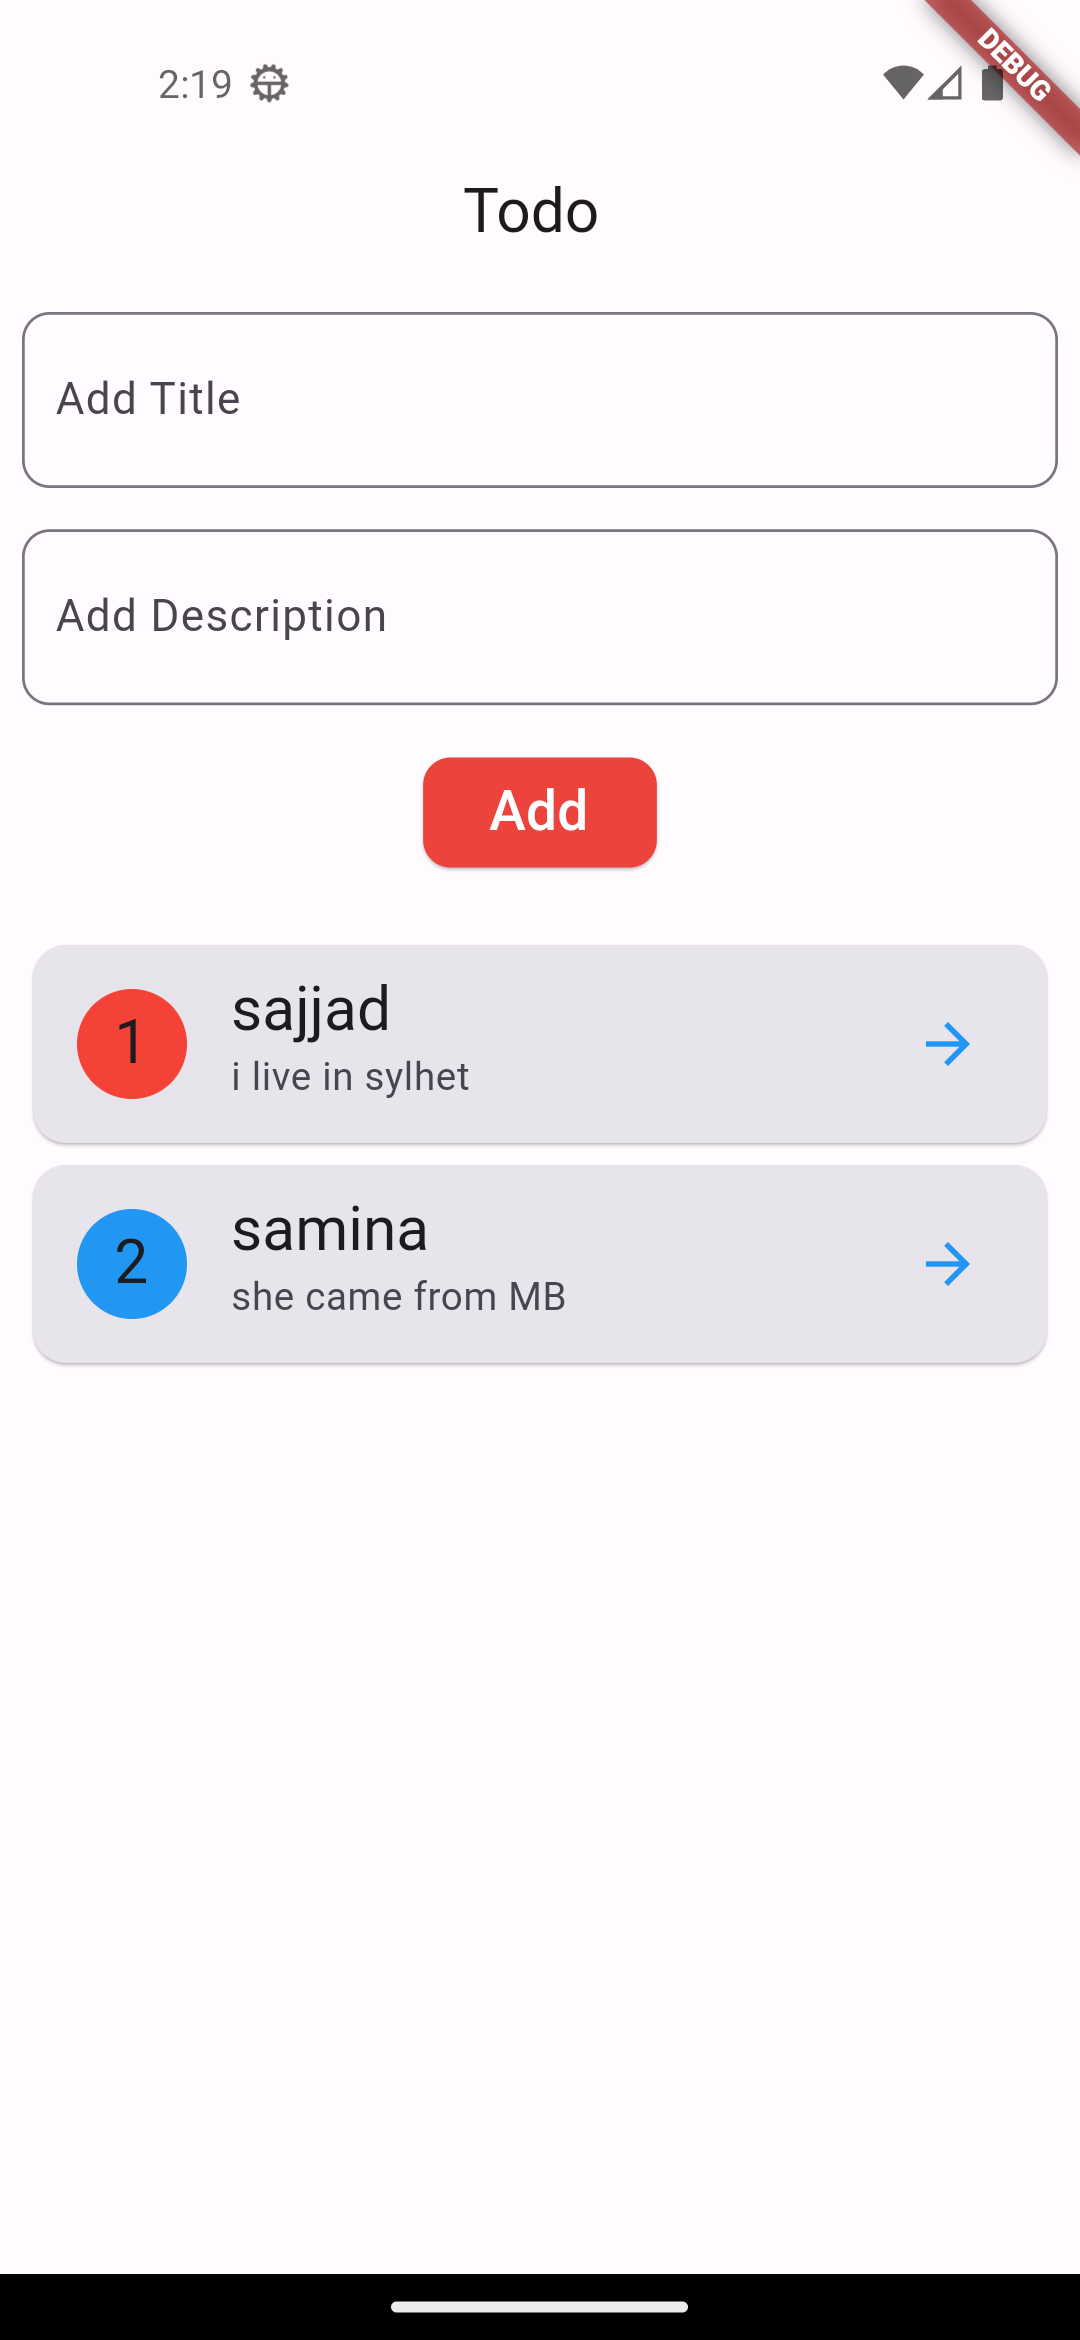 2:19
DEBUG
Todo
Add Title
Add Description
Add
1
sajjad
i live in sylhet
2
samina
she came from MB